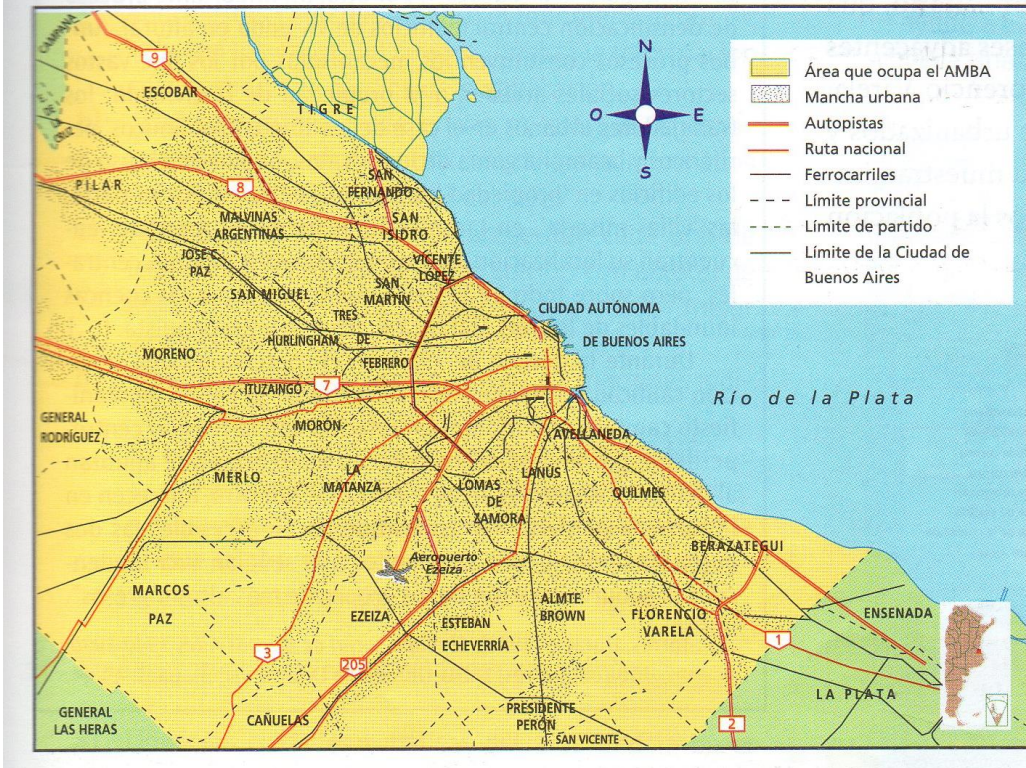 CAMPANA
9
ESCOBAR
TIGRE
8
PILAR
SAN
FERNANDO
MALVINAS
ARGENTINAS
SAN
ISIDRO
JOSÉ C.
PAZ
VICENTE
LÓPEZ
SAN MIGUEL
SAN
MARTÍN
TRES
DE
FEBRERO
HURLINGHAM
MORENO
ITUZAINGÓ
7
CIUDAD AUTÓNOMA
DE BUENOS AIRES
Río de la Plata
GENERAL
RODRÍGUEZ
MORÓN
AVELLANEDA
MERLO
LA
MATANZA
LOMAS
DE
ZAMORA
LANÚS
QUILMES
BERAZATEGUI
Aeropuerto
Ezeiza
MARCOS
PAZ
EZEIZA
ESTEBAN
ECHEVERRÍA
ALMTE.
BROWN
FLORENCIO
VARELA
ENSENADA
1
3
205
LA PLATA
GENERAL
LAS HERAS
CAÑUELAS
PRESIDENTE
PERÓN
SAN VICENTE
2
N
O
E
S
Área que ocupa el AMBA
Mancha urbana
Autopistas
Ruta nacional
Ferrocarriles
Límite provincial
Límite de partido
Límite de la Ciudad de
Buenos Aires